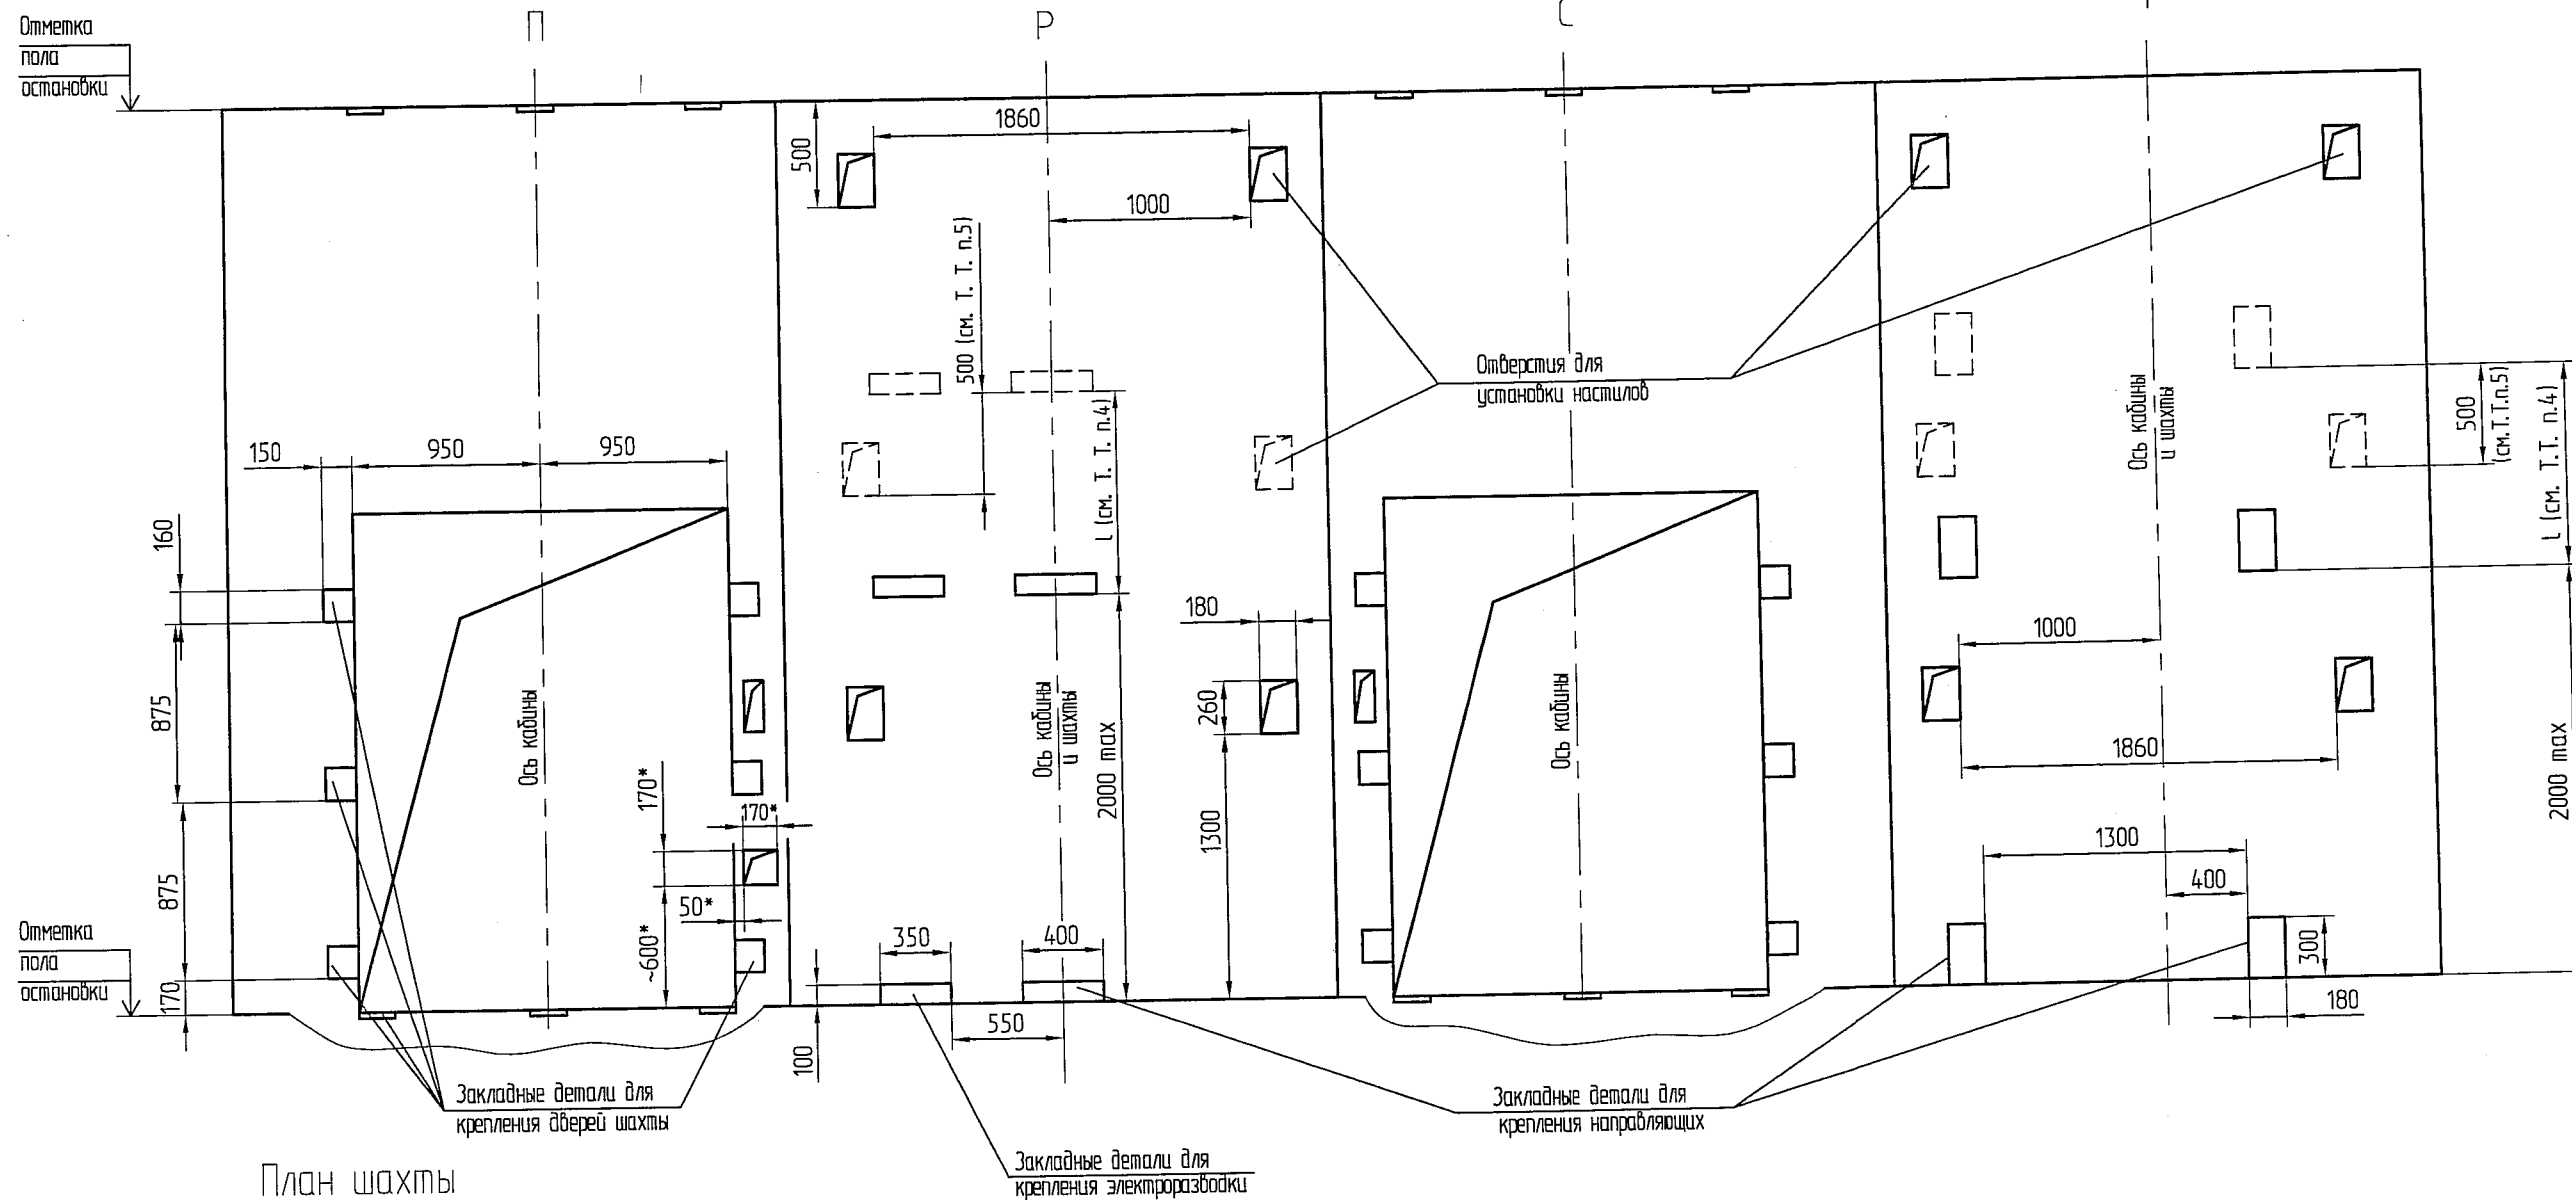 Отметка
пола
остановки
П
Р
С
1860
500
1000
500 (см. Т. Т. п.5)
L (см. Т. Т. п.4)
Отверстия для
установки настилов
Ось кабины
и шахты
500
(см.Т.Т.п.5)
L (см. Т.Т. п.4)
150
950
950
160
875
875
170
Ось кабины
170*
170*
50*
~600*
180
260
1300
Ось кабины
и шахты
2000 max
350
400
550
100
Ось кабины
1000
1860
1300
400
300
180
2000 max
Отметка
пола
остановки
Закладные детали для
крепления дверей шахты
Закладные детали для
крепления электроразводки
Закладные детали для
крепления направляющих
План шахты